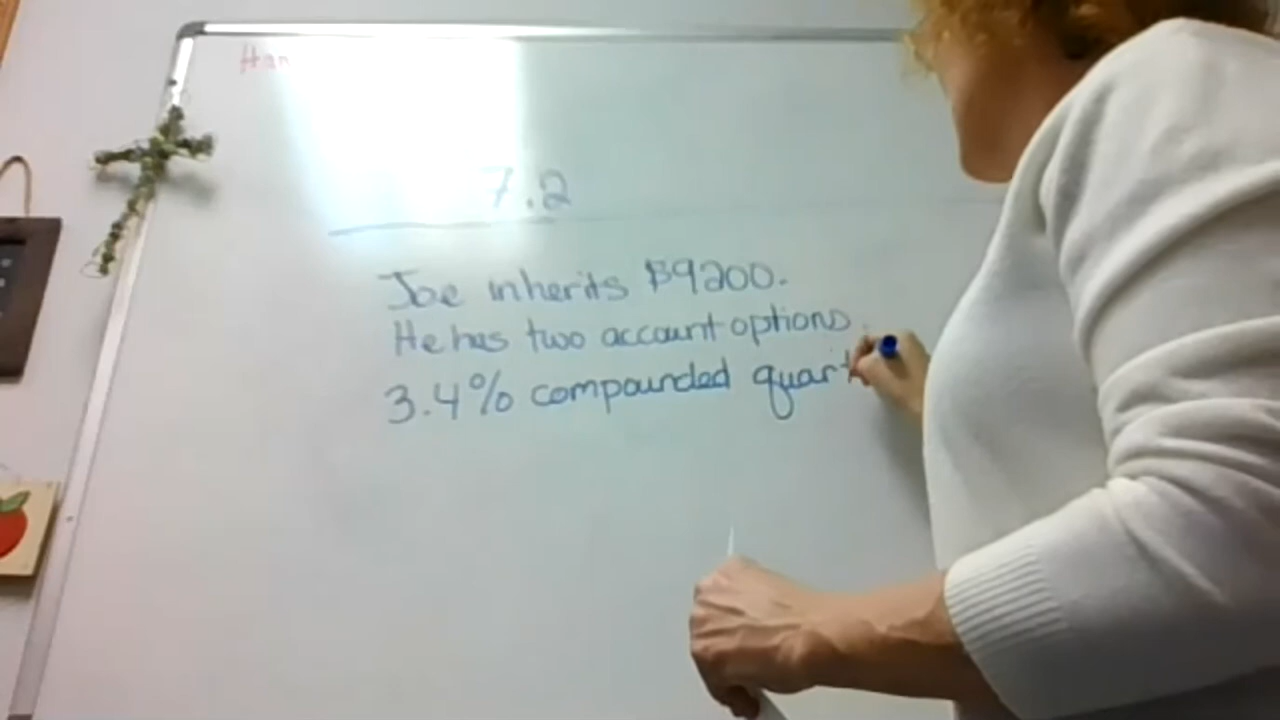 7.2
Joe inherits $9200.
He has two account options.
3.4% compounded quart